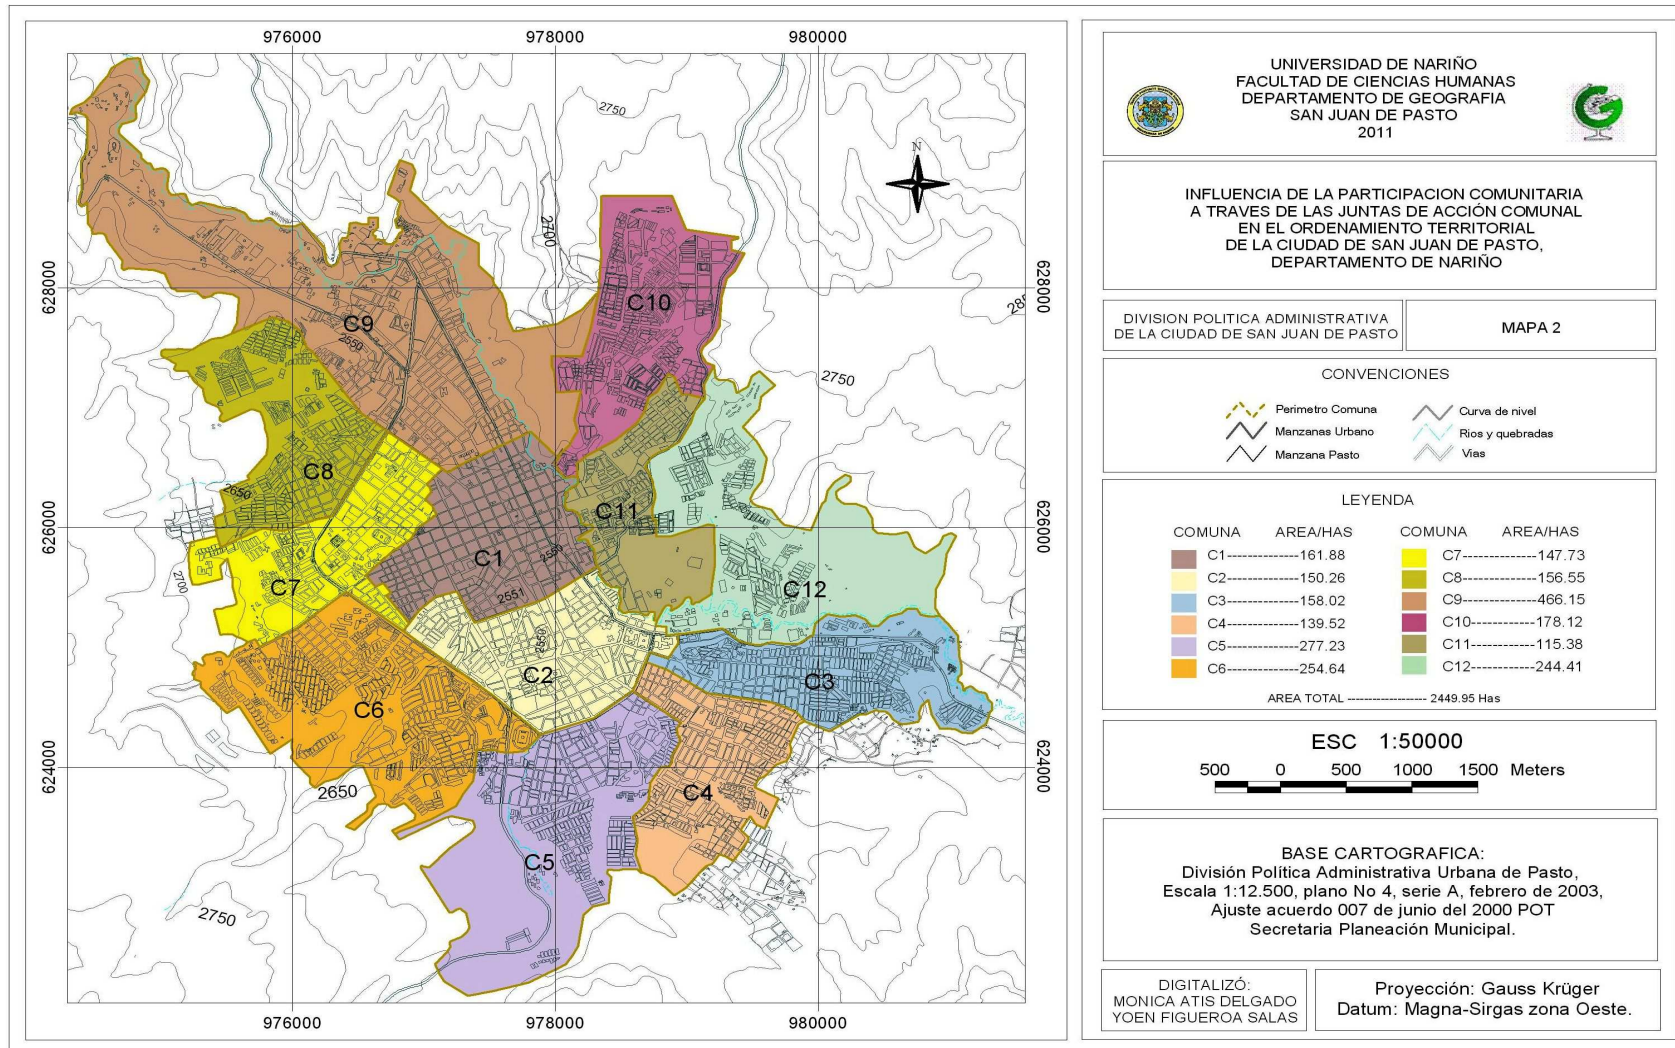 976000
978000
980000
2750
2700
628000
628000
C10
C9
2550
2750
C8
2650
C11
626000
626000
2550
C1
2700
C7
C12
2551
2550
C2
C3
C6
624000
624000
2650
C4
C5
2750
976000
978000
980000
N
UNIVERSIDAD DE NARIÑO
FACULTAD DE CIENCIAS HUMANAS
DEPARTAMENTO DE GEOGRAFIA
SAN JUAN DE PASTO
2011
INFLUENCIA DE LA PARTICIPACION COMUNITARIA
A TRAVES DE LAS JUNTAS DE ACCIÓN COMUNAL
EN EL ORDENAMIENTO TERRITORIAL
DE LA CIUDAD DE SAN JUAN DE PASTO,
DEPARTAMENTO DE NARIÑO
DIVISION POLITICA ADMINISTRATIVA
DE LA CIUDAD DE SAN JUAN DE PASTO
MAPA 2
CONVENCIONES
Perimetro Comuna
Manzanas Urbano
Manzana Pasto
Curva de nivel
Rios y quebradas
Vias
LEYENDA
COMUNA AREA/HAS
C1----------------161.88
C2----------------150.26
C3----------------158.02
C4----------------139.52
C5----------------277.23
C6----------------254.64
COMUNA AREA/HAS
C7-------------147.73
C8-------------156.55
C9-------------466.15
C10------------178.12
C11------------115.38
C12------------244.41
AREA TOTAL ------------------ 2449.95 Has
ESC 1:50000
500 0 500 1000 1500 Meters
BASE CARTOGRAFICA:
División Política Administrativa Urbana de Pasto,
Escala 1:12.500, plano No 4, serie A, febrero de 2003,
Ajuste acuerdo 007 de junio del 2000 POT
Secretaria Planeación Municipal.
DIGITALIZÓ:
MONICA ATIS DELGADO
YOEN FIGUEROA SALAS
Proyección: Gauss Krüger
Datum: Magna-Sirgas zona Oeste.